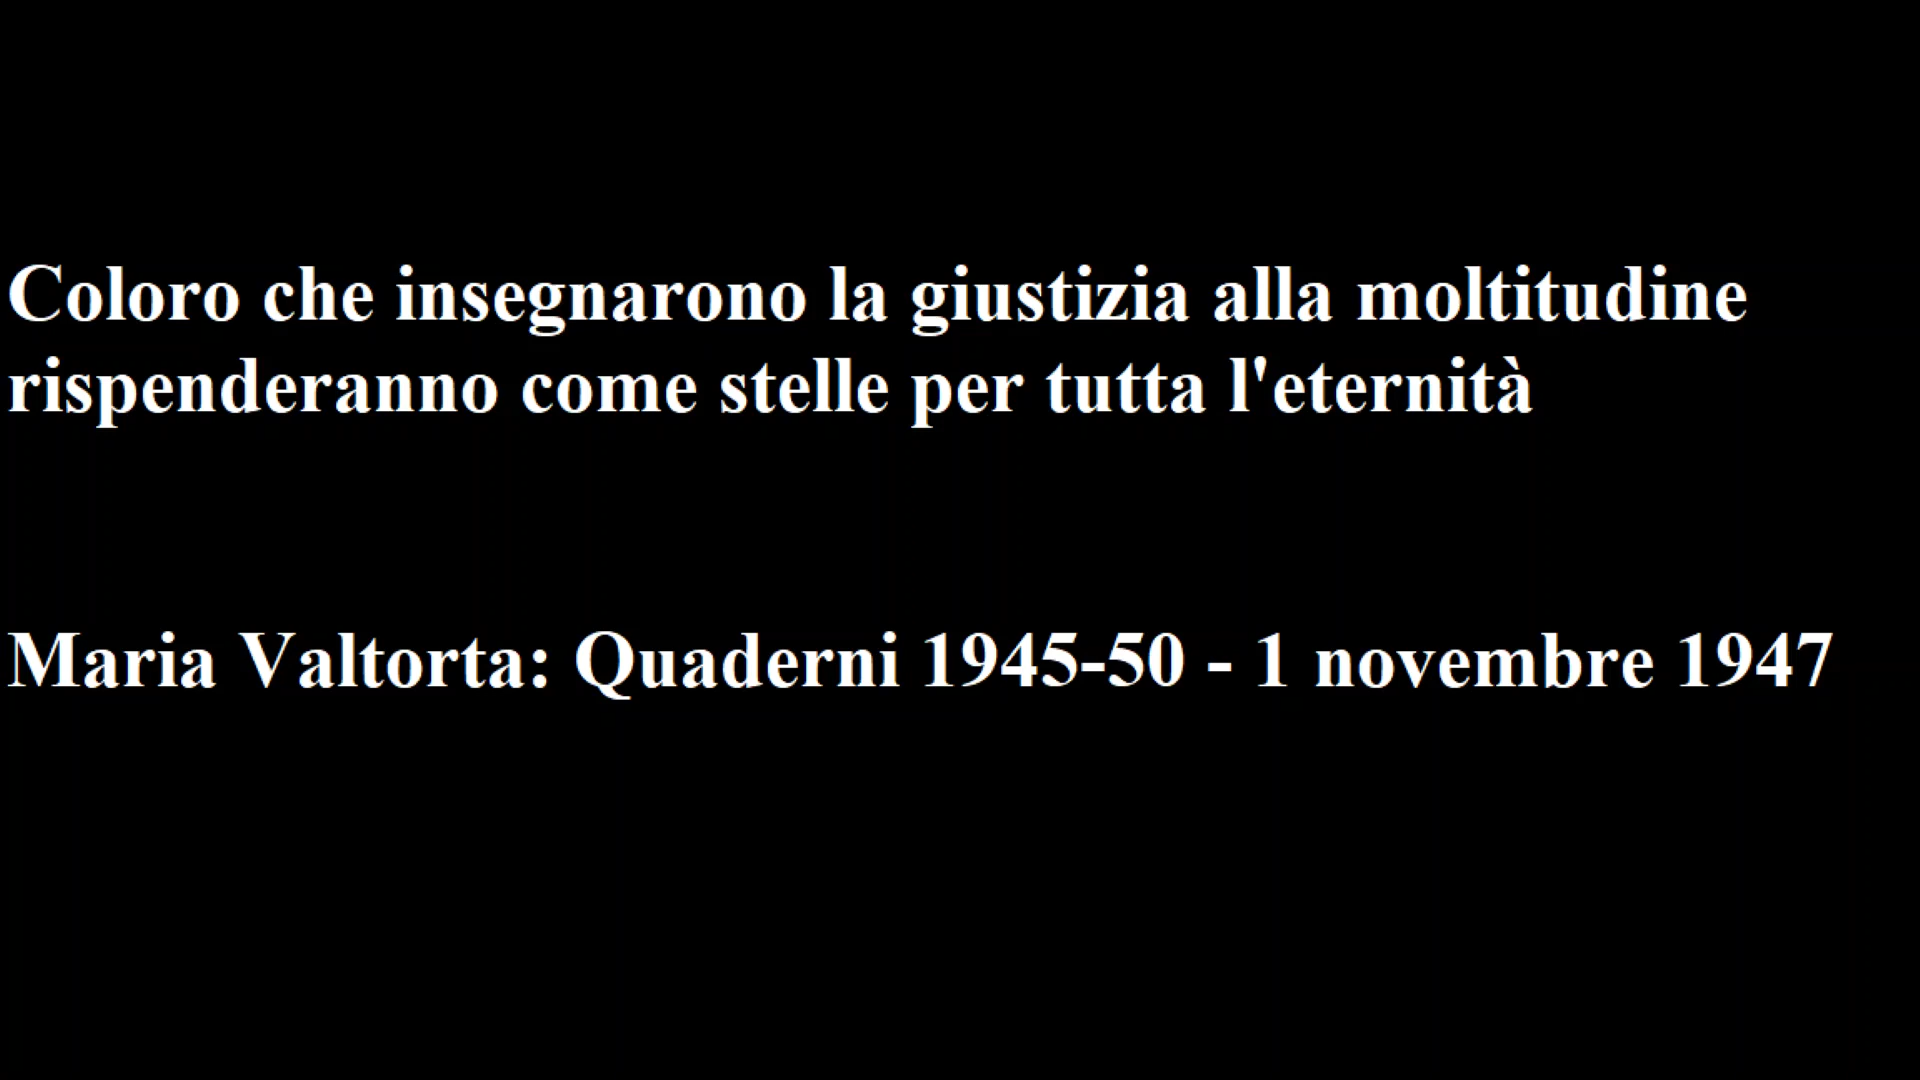 Coloro che insegnarono la giustizia alla moltitudine
rispenderanno come stelle per tutta l'eternità
Maria Valtorta: Quaderni 1945-50 - 1 novembre 1947